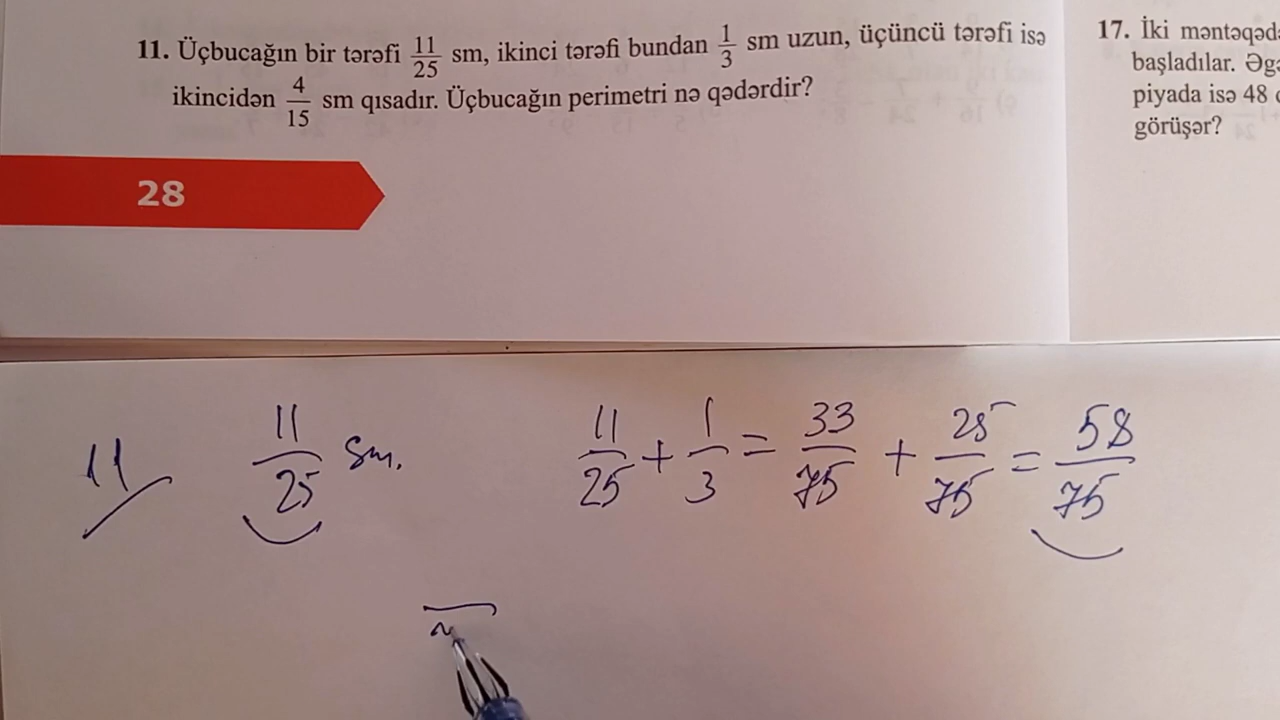 11. Üçbucağın bir tərəfi 11/25 sm, ikinci tərəfi bundan 1/3 sm uzun, üçüncü tərəfi isə
ikincidən 4/15 sm qısadır. Üçbucağın perimetri nə qədərdir?
28
17. İki məntəqəd
başladılar. Əg
piyada isə 48
görüşər?
11/ 11/25 sm. 11/25 + 1/3 = 33/75 + 25/75 = 58/75